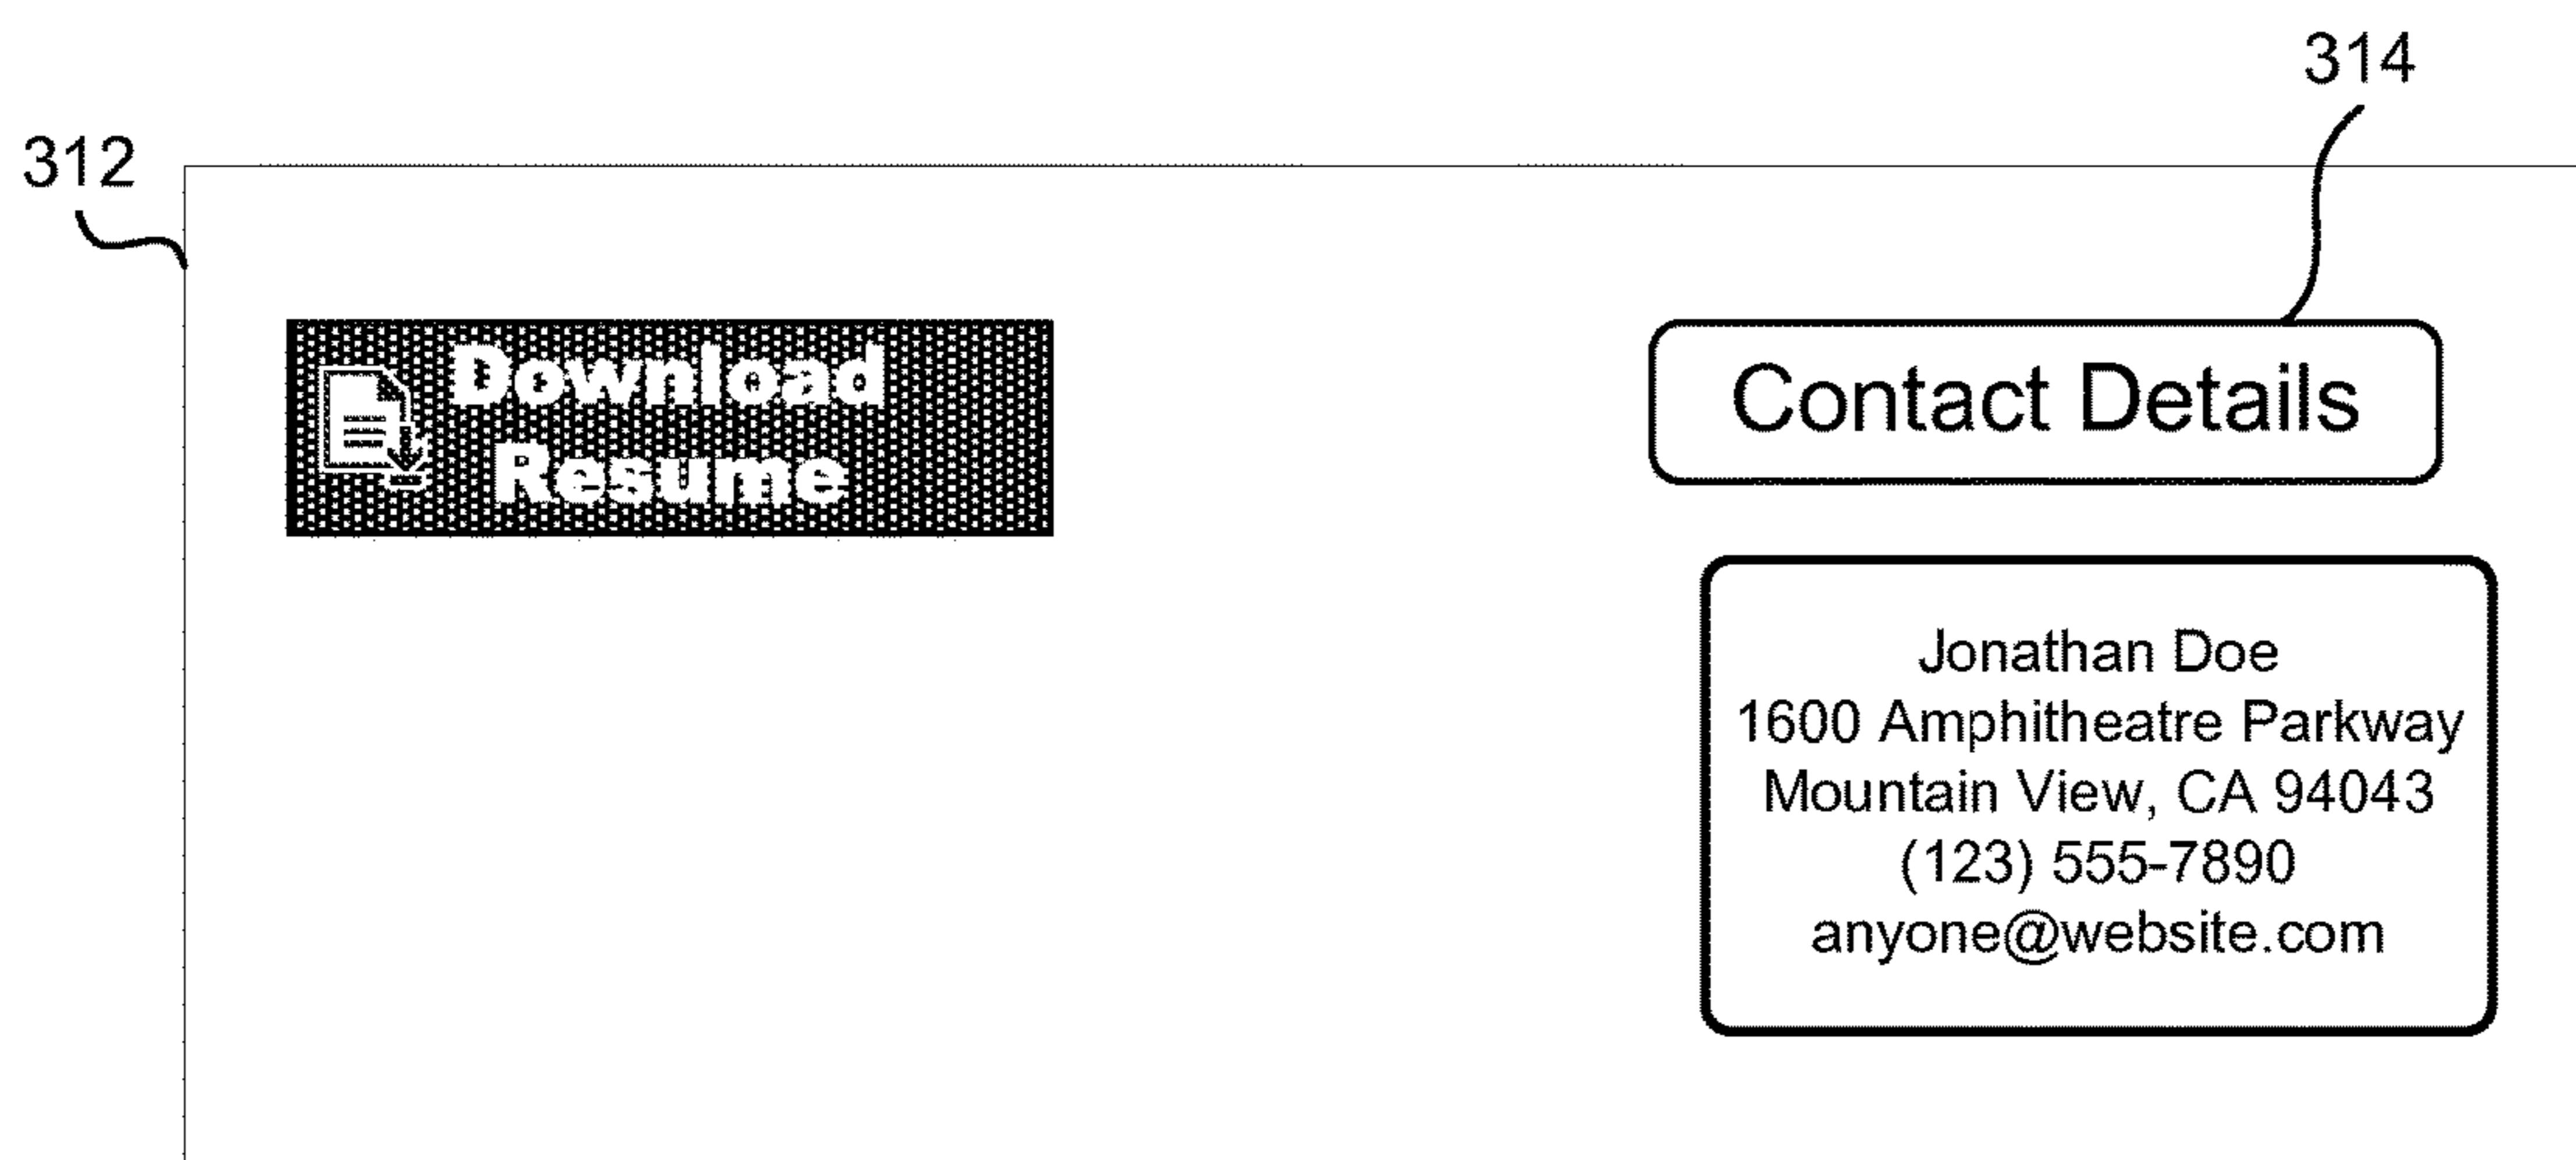 314
312
Download
Resume
Contact Details
Jonathan Doe
1600 Amphitheatre Parkway
Mountain View, CA 94043
(123) 555-7890
anyone@website.com